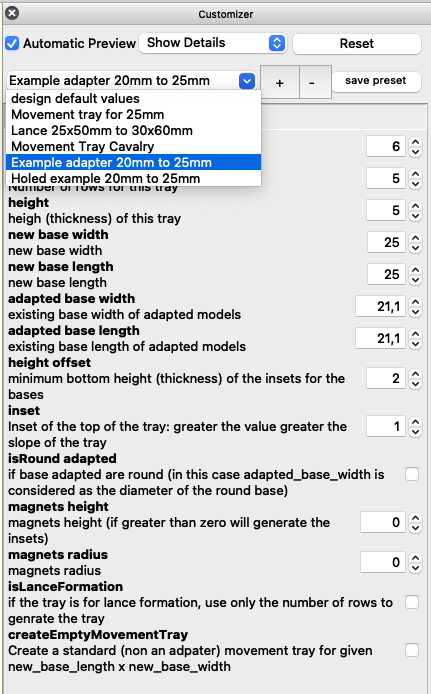 Customizer
Automatic Preview
Show Details
Reset
Example adapter 20mm to 25mm
+
-
save preset
design default values
Movement tray for 25mm
Lance 25x50mm to 30x60mm
Movement Tray Cavalry
Example adapter 20mm to 25mm
Holed example 20mm to 25mm
6
Number of rows for this tray
5
height
heigh (thickness) of this tray
5
new base width
new base width
25
new base length
new base length
25
adapted base width
existing base width of adapted models
21,1
adapted base length
existing base length of adapted models
21,1
height offset
minimum bottom height (thickness) of the insets for the
bases
2
inset
Inset of the top of the tray: greater the value greater the
slope of the tray
1
isRound adapted
if base adapted are round (in this case adapted_base_width is
considered as the diameter of the round base)
magnets height
magnets height (if greater than zero will generate the
insets)
0
magnets radius
magnets radius
0
isLanceFormation
if the tray is for lance formation, use only the number of rows to
genrate the tray
createEmptyMovementTray
Create a standard (non an adpater) movement tray for given
new_base_length x new_base_width